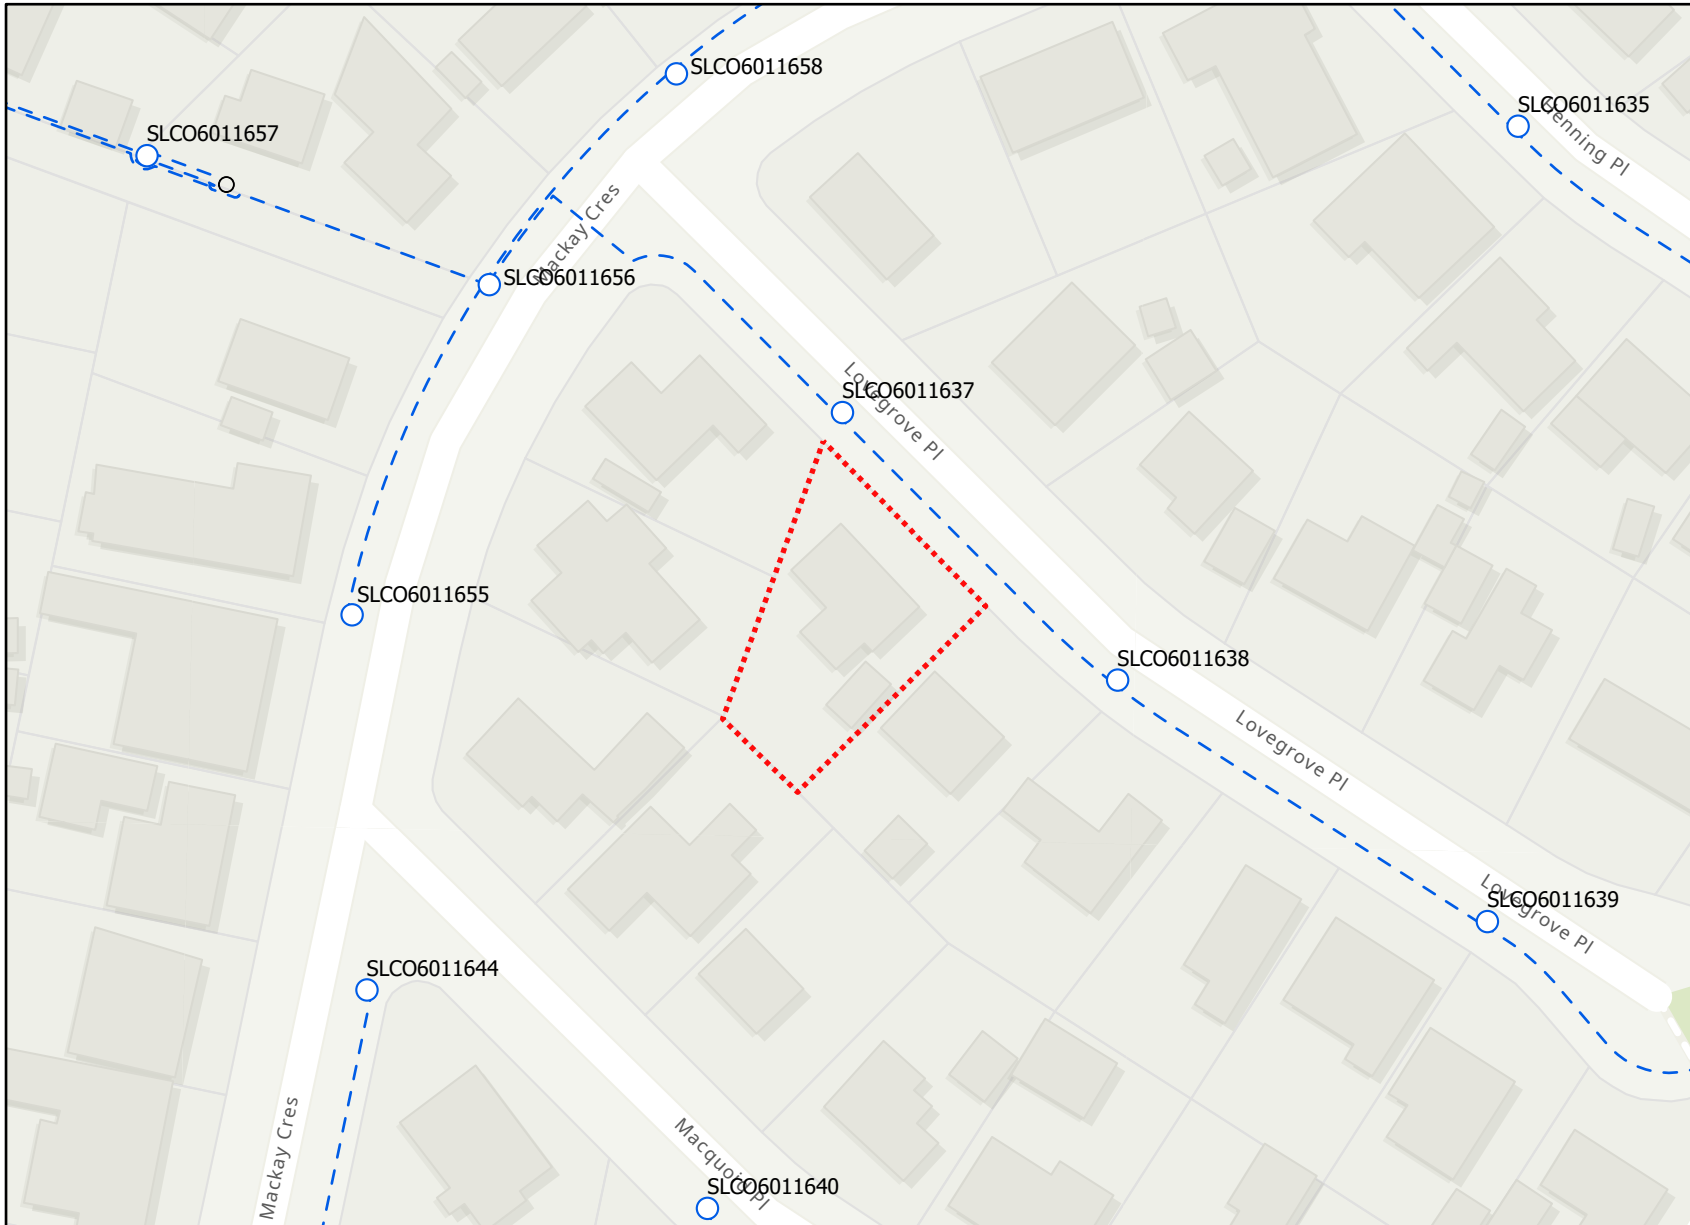 SLCO6011658
SLCO6011635
Henning Pl
SLCO6011657
Mackay Cres
SLCO6011656
Lovegrove Pl
SLCO6011637
SLCO6011655
SLCO6011638
Lovegrove Pl
Lovegrove Pl
SLCO6011639
SLCO6011644
Mackay Cres
Macquoid Pl
SLCO6011640